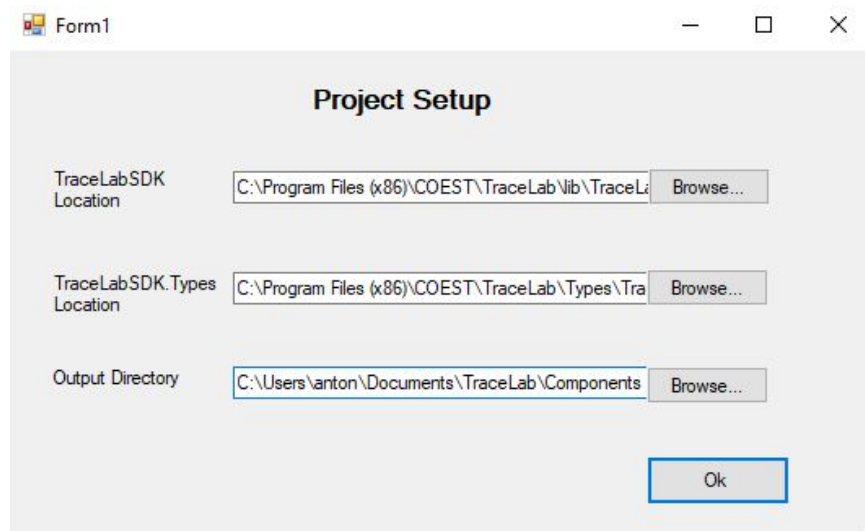 Form1
Project Setup
TraceLabSDK
Location
C:\Program Files (x86)\COEST\TraceLab\lib\TraceLa
Browse...
TraceLabSDK.Types
Location
C:\Program Files (x86)\COEST\TraceLab\Types\Tra
Browse...
Output Directory
C:\Users\anton\Documents\TraceLab\Components
Browse...
Ok